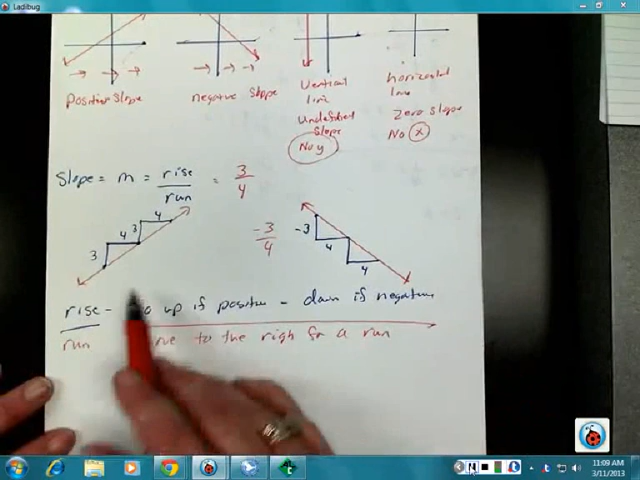 Ladibug
Positive Slope
negative Slope
Vertical
line
Undefined
Slope
No y
horizontal
line
Zero slope
No x
Slope = m = rise
run
= 3
4
4
3
4
3
-3
4
-3
4
4
rise - up if positive - down if negative
run to the righ for a run
11:09 AM
3/11/2013